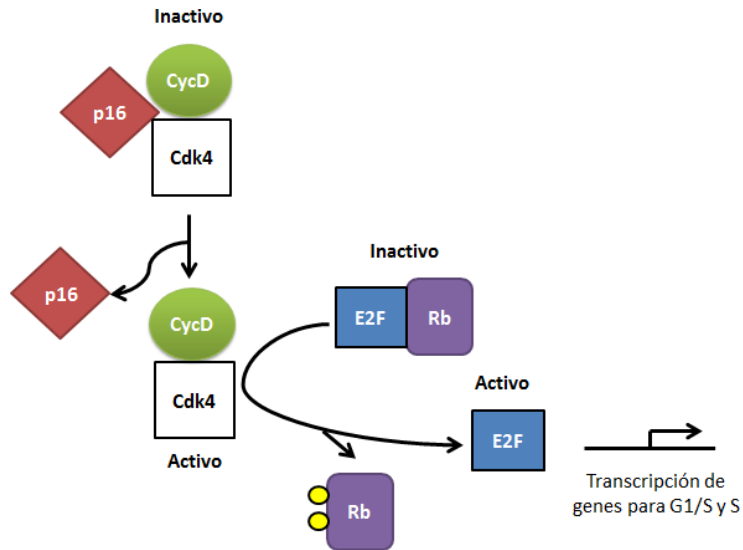 Inactivo
CycD
p16
Cdk4
p16
CycD
Cdk4
Activo
Inactivo
E2F
Rb
Activo
E2F
Rb
Transcripción de
genes para G1/S y S